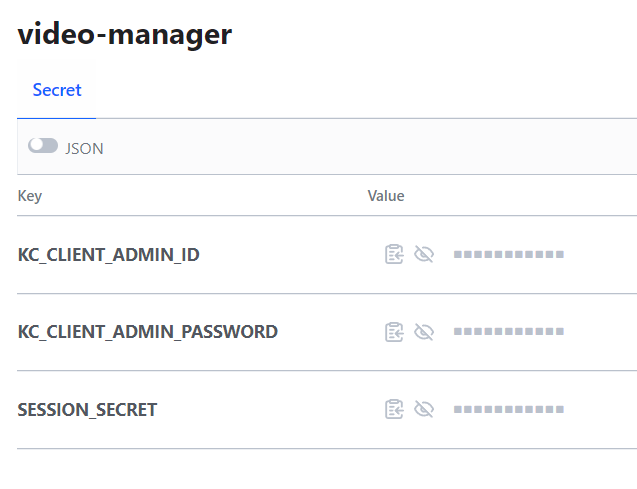 video-manager
Secret
JSON
Key Value
KC_CLIENT_ADMIN_ID
KC_CLIENT_ADMIN_PASSWORD
SESSION_SECRET